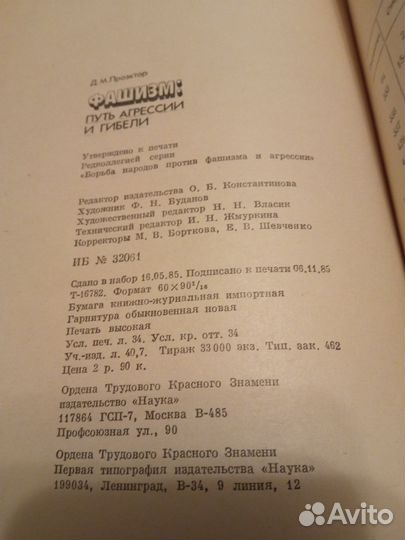 Д. М. Проэктор
ФАШИЗМ:
ПУТЬ АГРЕССИИ
И ГИБЕЛИ
Утверждено к печати
Редколлегией серии
«Борьба народов против фашизма и агрессии»
Редактор издательства О. Б. Константинова
Художник Ф. Н. Буданов
Художественный редактор Н. Н. Власик
Технический редактор И. Н. Жмуркина
Корректоры М. В. Борткова, Е. В. Шевченко
ИБ № 32061
Сдано в набор 16.05.85. Подписано к печати 06.11.85
Т-16782. Формат 60×90 1/16
Бумага книжно-журнальная импортная
Гарнитура обыкновенная новая
Печать высокая
Усл. печ. л. 34. Усл. кр. отт. 34
Уч.-изд. л. 40,7. Тираж 33 000 экз. Тип. зак. 462
Цена 2 р. 90 к.
Ордена Трудового Красного Знамени
издательство «Наука»
117864 ГСП-7, Москва В-485
Профсоюзная ул., 90
Ордена Трудового Красного Знамени
Первая типография издательства «Наука»
199034, Ленинград, В-34, 9 линия, 12
Avito